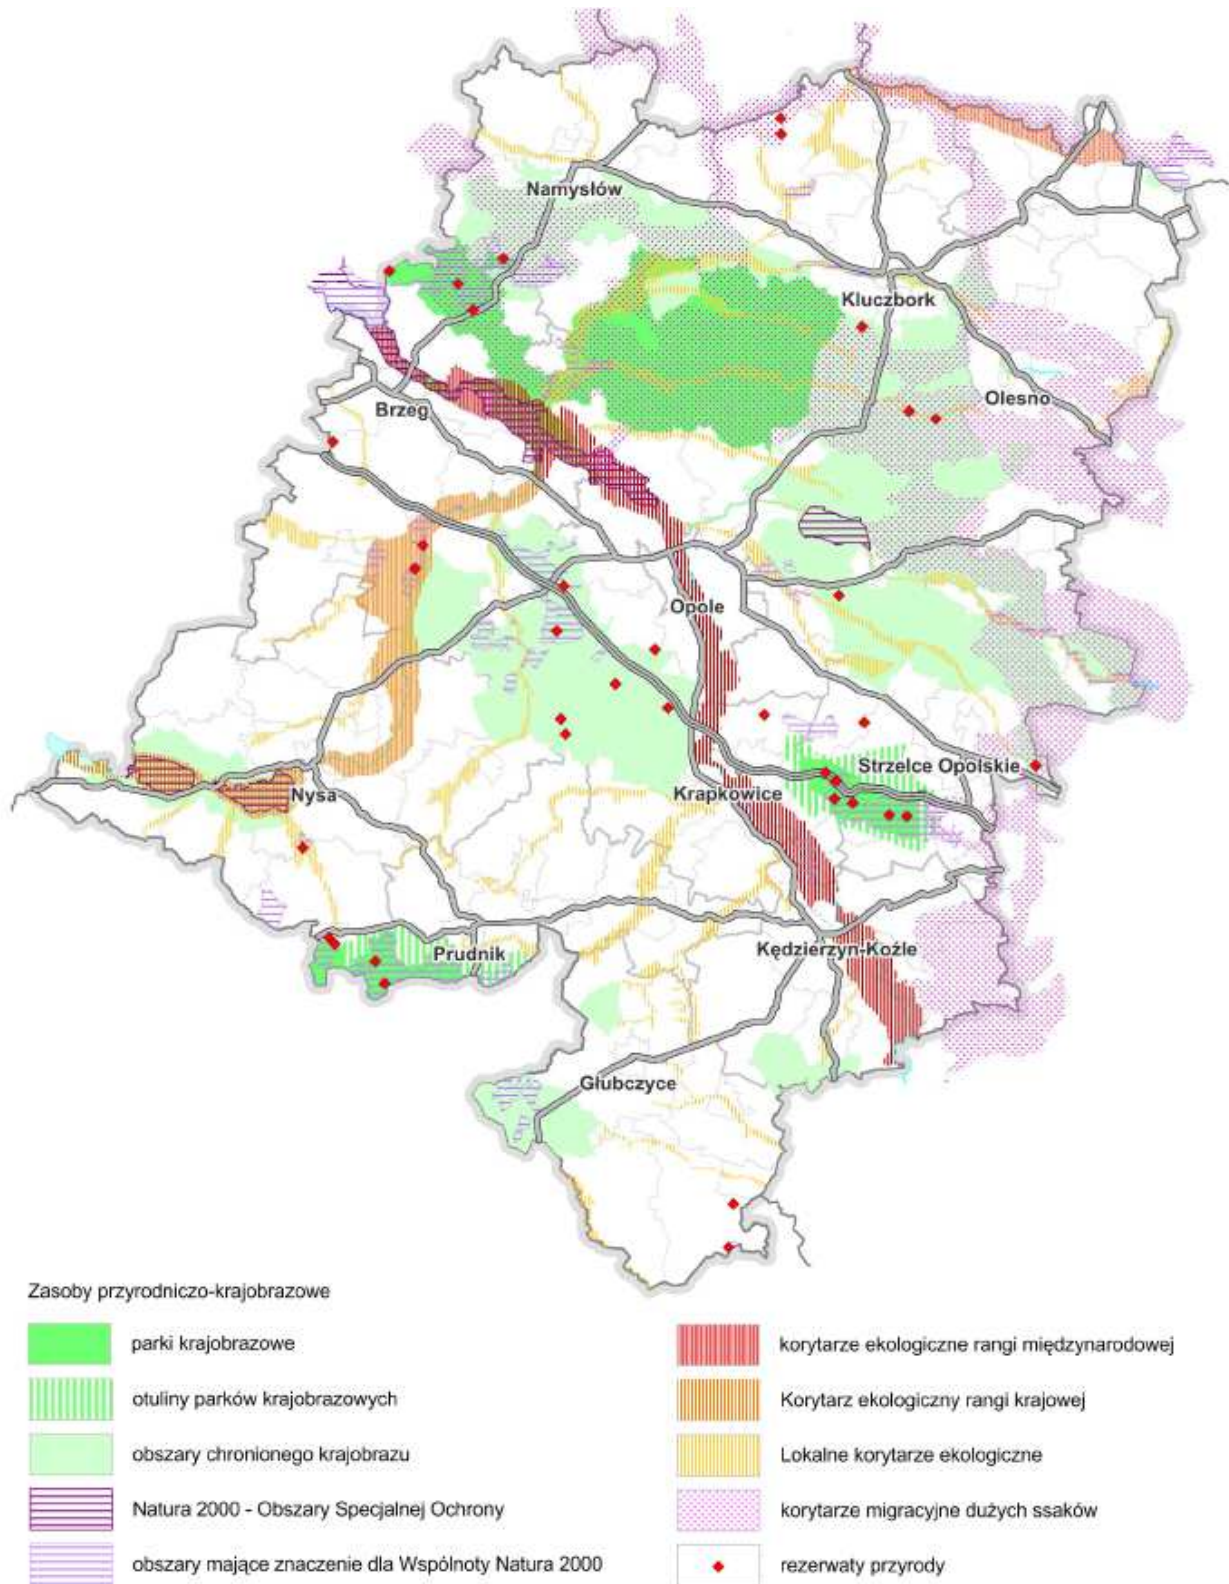 Namysłów
Kluczbork
Brzeg
Olesno
Opole
Strzelce Opolskie
Nysa
Krapkowice
Prudnik
Kędzierzyn-Koźle
Głubczyce
Zasoby przyrodniczo-krajobrazowe
parki krajobrazowe
otuliny parków krajobrazowych
obszary chronionego krajobrazu
Natura 2000 - Obszary Specjalnej Ochrony
obszary mające znaczenie dla Wspólnoty Natura 2000
korytarze ekologiczne rangi międzynarodowej
Korytarz ekologiczny rangi krajowej
Lokalne korytarze ekologiczne
korytarze migracyjne dużych ssaków
rezerwaty przyrody